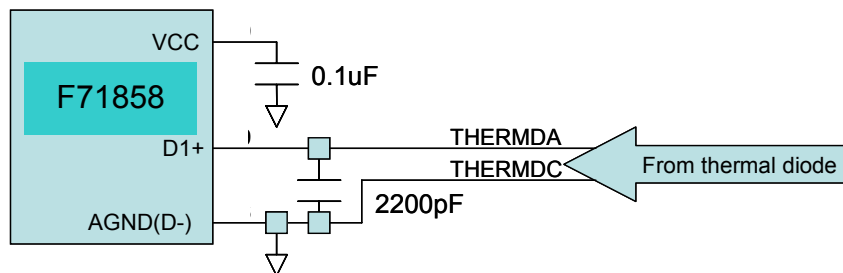 VCC
F71858
0.1uF
D1+
THERMDA
THERMDC
From thermal diode
2200pF
AGND(D-)